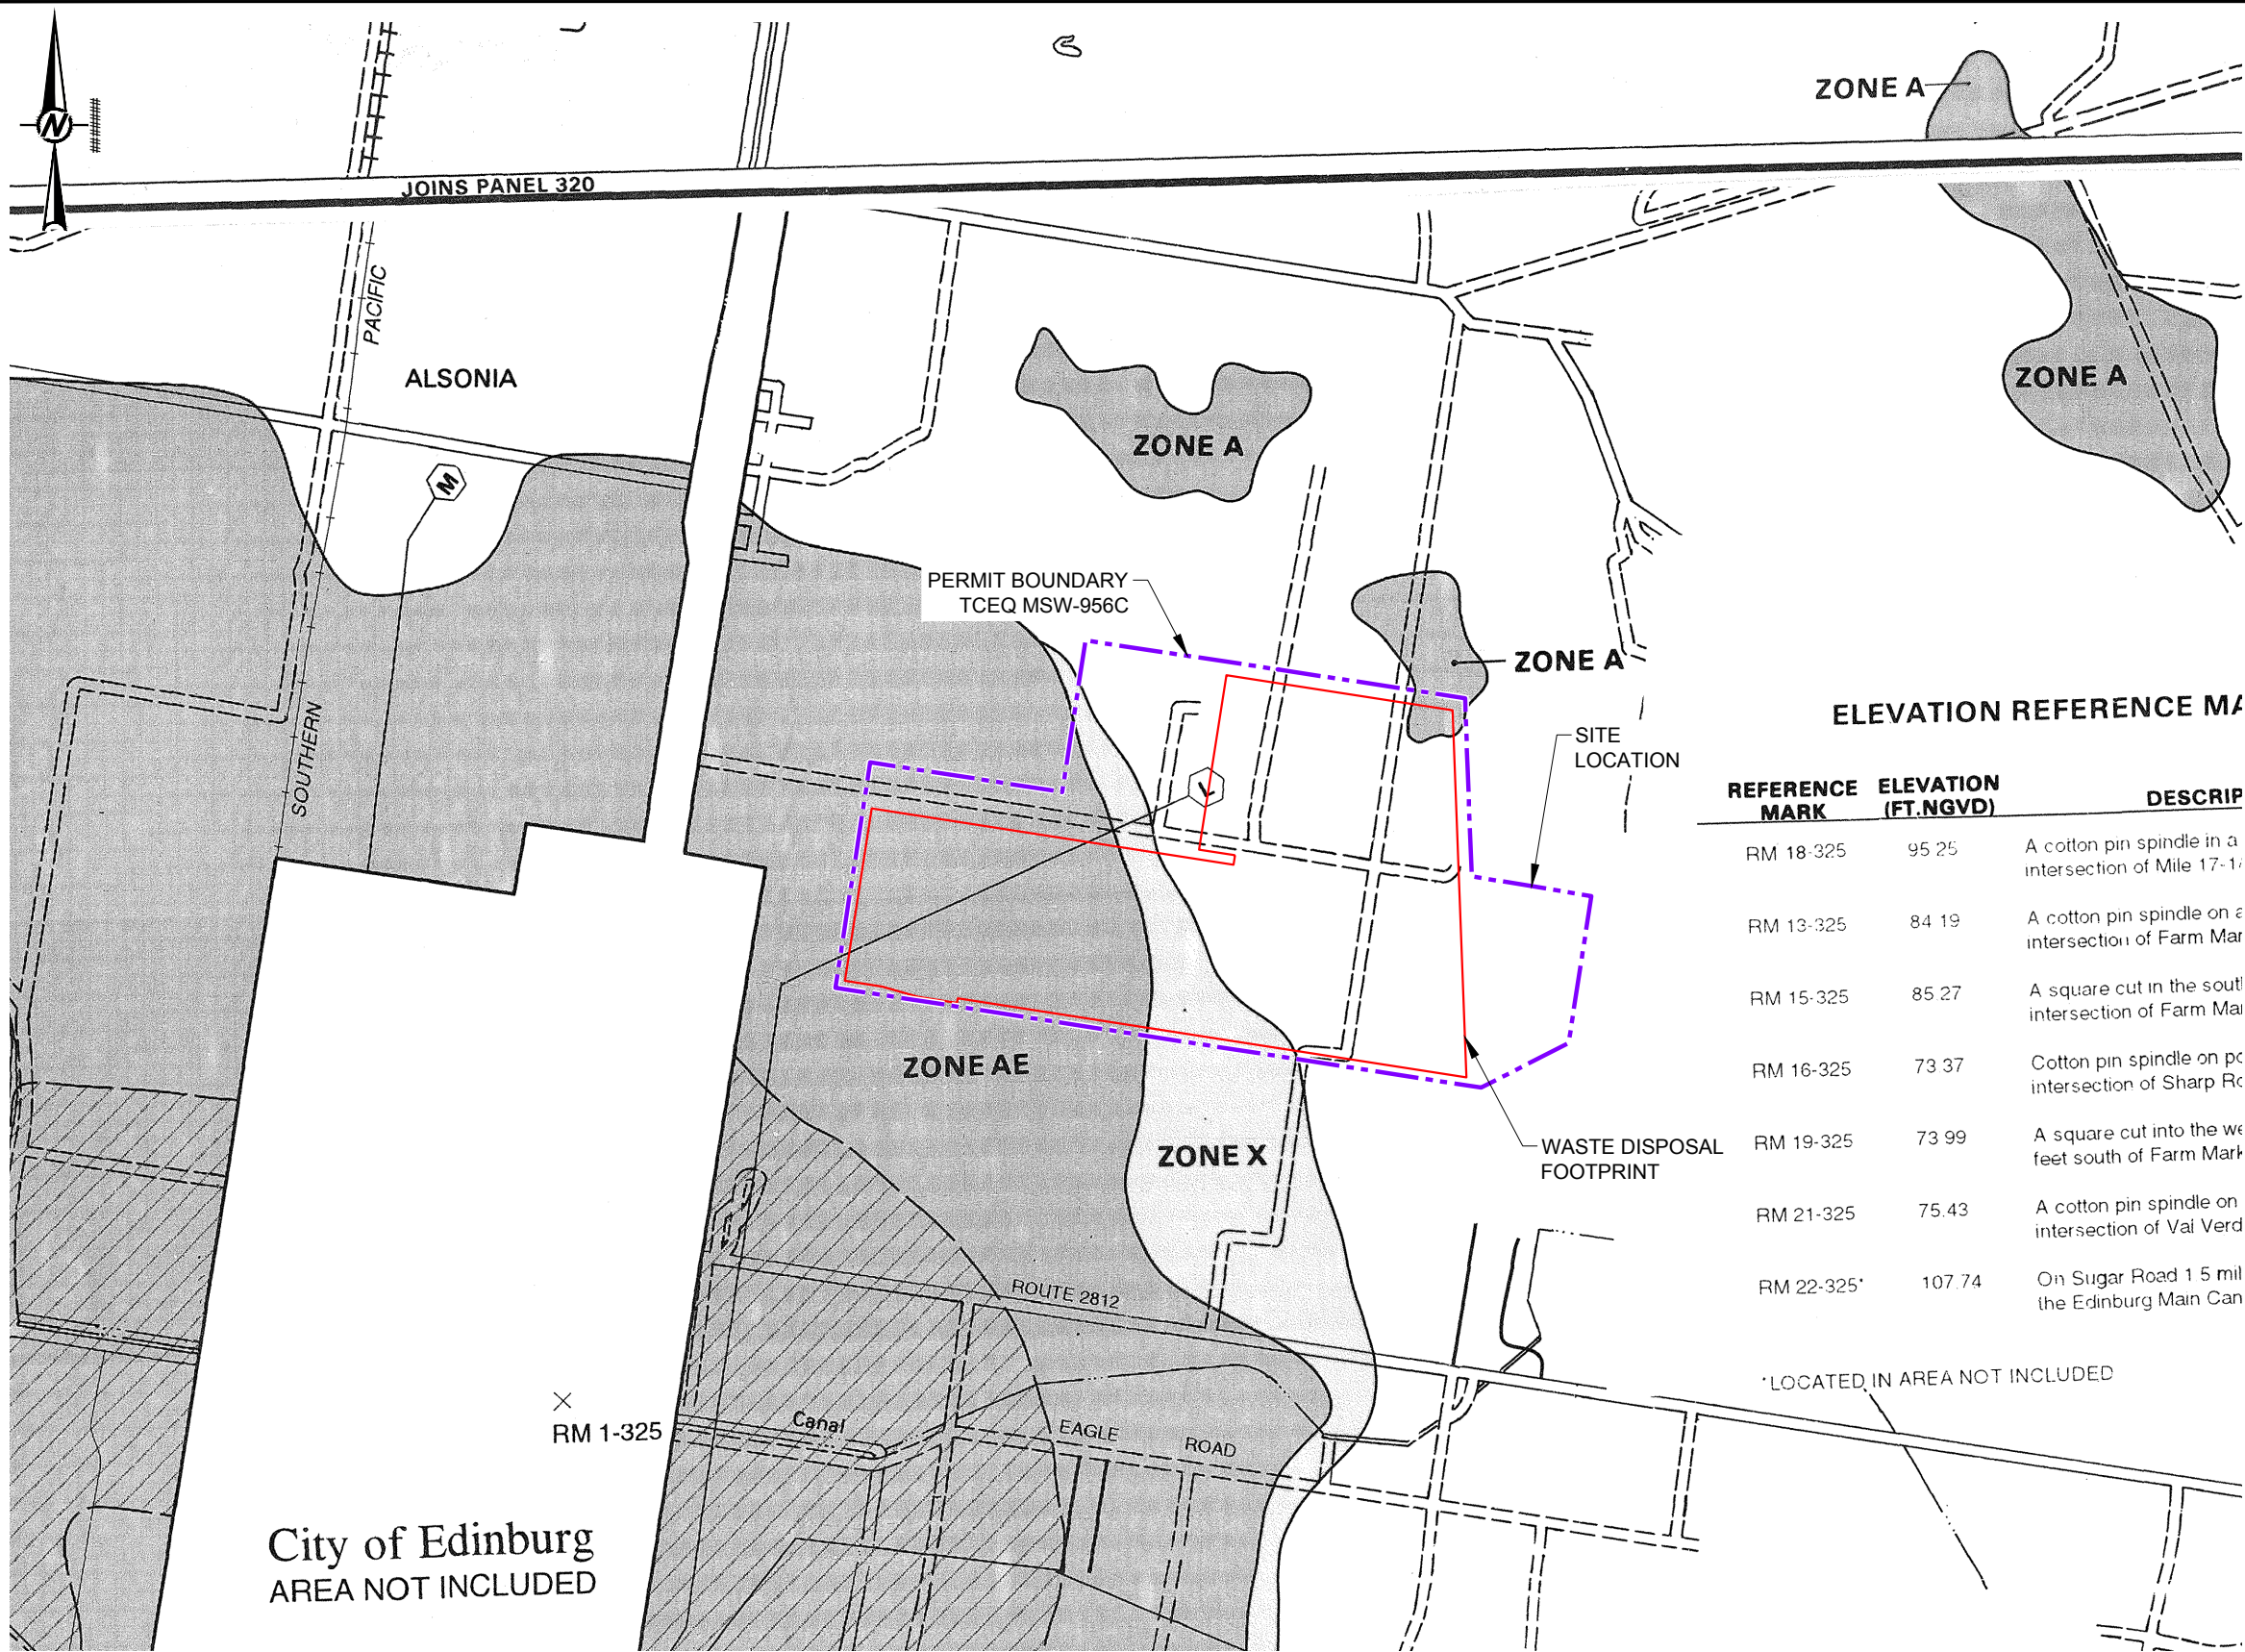 N
JOINS PANEL 320
ZONE A
PACIFIC
ALSONIA
ZONE A
ZONE A
M
PERMIT BOUNDARY
TCEQ MSW-956C
ZONE A
SOUTHERN
SITE
LOCATION
L
ELEVATION REFERENCE MA
REFERENCE MARK ELEVATION (FT.NGVD) DESCRIP
RM 18-325 95 25 A cotton pin spindle in a
intersection of Mile 17-1/
RM 13-325 84 19 A cotton pin spindle on a
intersection of Farm Mar
RM 15-325 85 27 A square cut in the sout
intersection of Farm Ma
RM 16-325 73 37 Cotton pin spindle on po
intersection of Sharp Ro
RM 19-325 73 99 A square cut into the we
feet south of Farm Mark
RM 21-325 75.43 A cotton pin spindle on
intersection of Val Verd
RM 22-325* 107.74 On Sugar Road 1 5 mil
the Edinburg Main Can
*LOCATED IN AREA NOT INCLUDED
ZONE AE
ZONE X
WASTE DISPOSAL
FOOTPRINT
ROUTE 2812
RM 1-325
Canal
EAGLE ROAD
City of Edinburg
AREA NOT INCLUDED